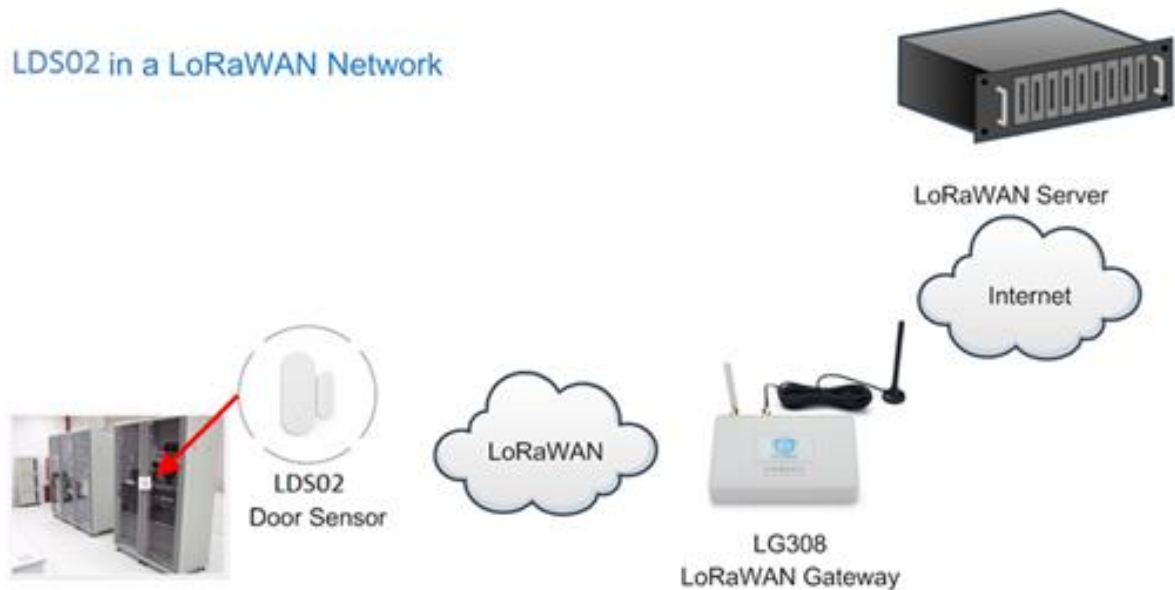 LDS02 in a LoRaWAN Network
LoRaWAN Server
Internet
LoRaWAN
LDS02
Door Sensor
LG308
LoRaWAN Gateway